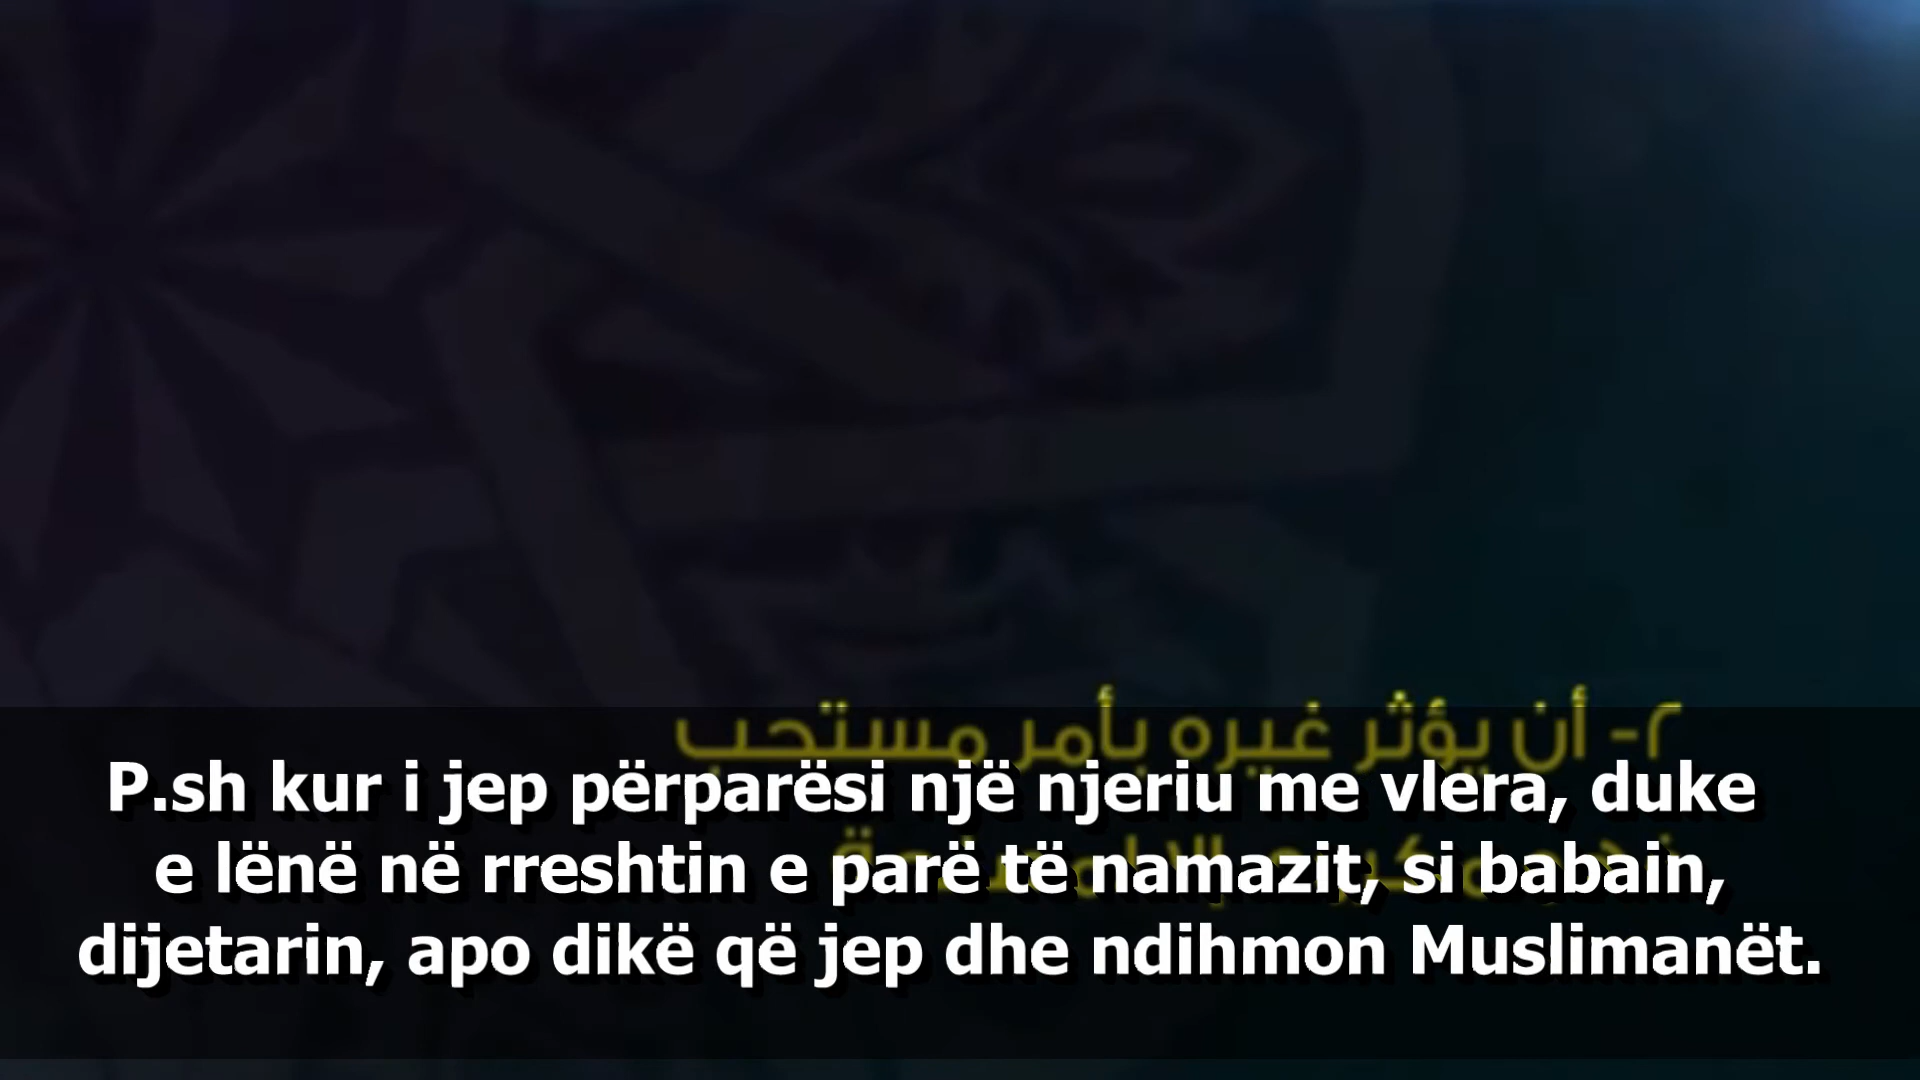 ٢- أن يؤثر غيره بأمر مستحب
P.sh kur i jep përparësi një njeriu me vlera, duke
e lënë në rreshtin e parë të namazit, si babain,
dijetarin, apo dikë që jep dhe ndihmon Muslimanët.